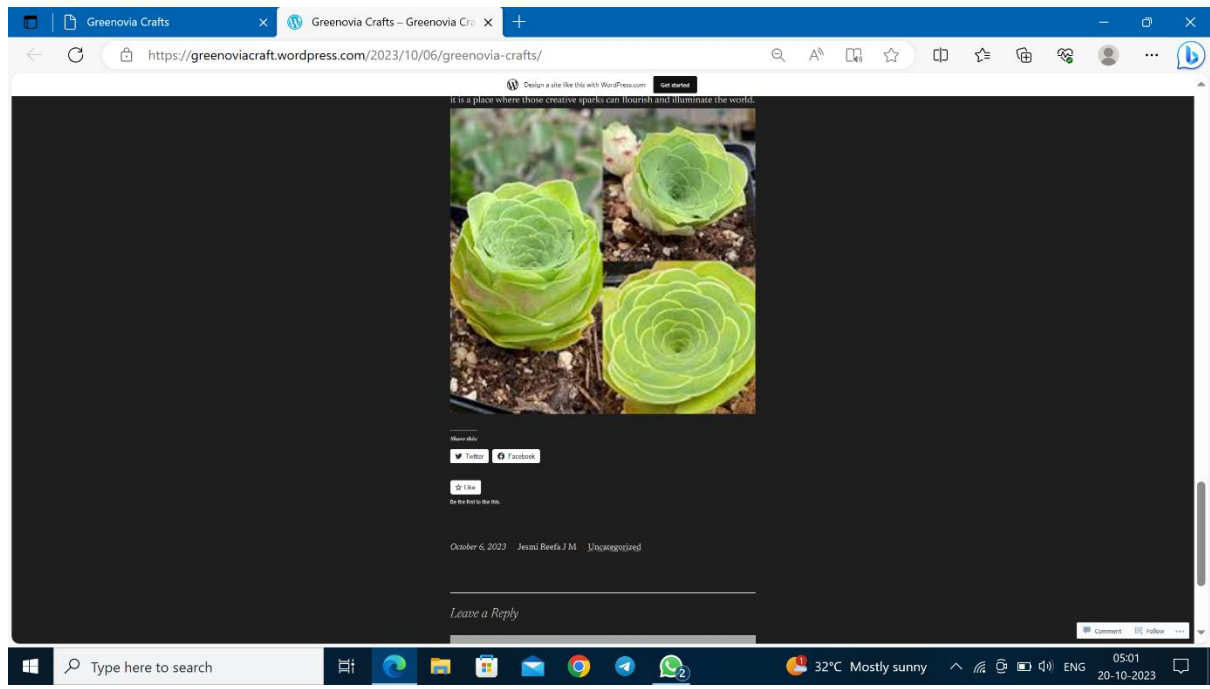 Greenovia Crafts
Greenovia Crafts – Greenovia Cra
https://greenoviacraft.wordpress.com/2023/10/06/greenovia-crafts/
Design a site like this with WordPress.com Get started
it is a place where those creative sparks can flourish and illuminate the world.
Share this:
Twitter Facebook
Like
Be the first to like this.
October 6, 2023 Jesmi Reefa J M Uncategorized
Leave a Reply
Comment Follow
Type here to search
2
1
32°C Mostly sunny
ENG
05:01
20-10-2023